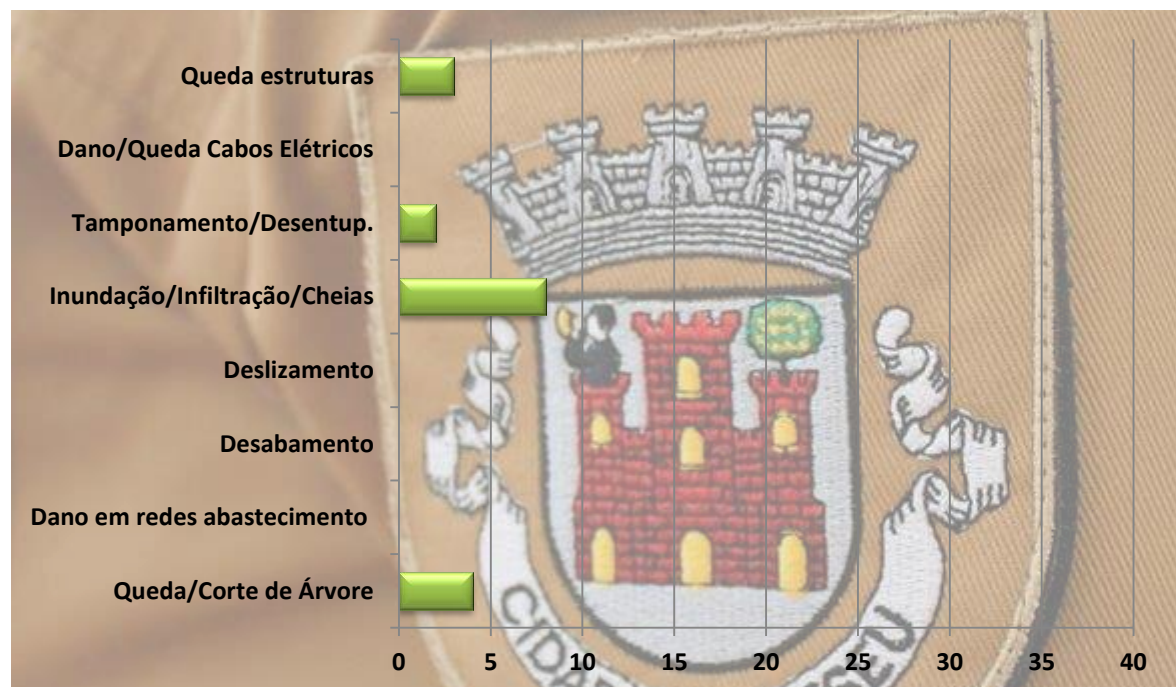 Queda estruturas
Dano/Queda Cabos Elétricos
Tamponamento/Desentup.
Inundação/Infiltração/Cheias
Deslizamento
Desabamento
Dano em redes abastecimento
Queda/Corte de Árvore
0 5 10 15 20 25 30 35 40